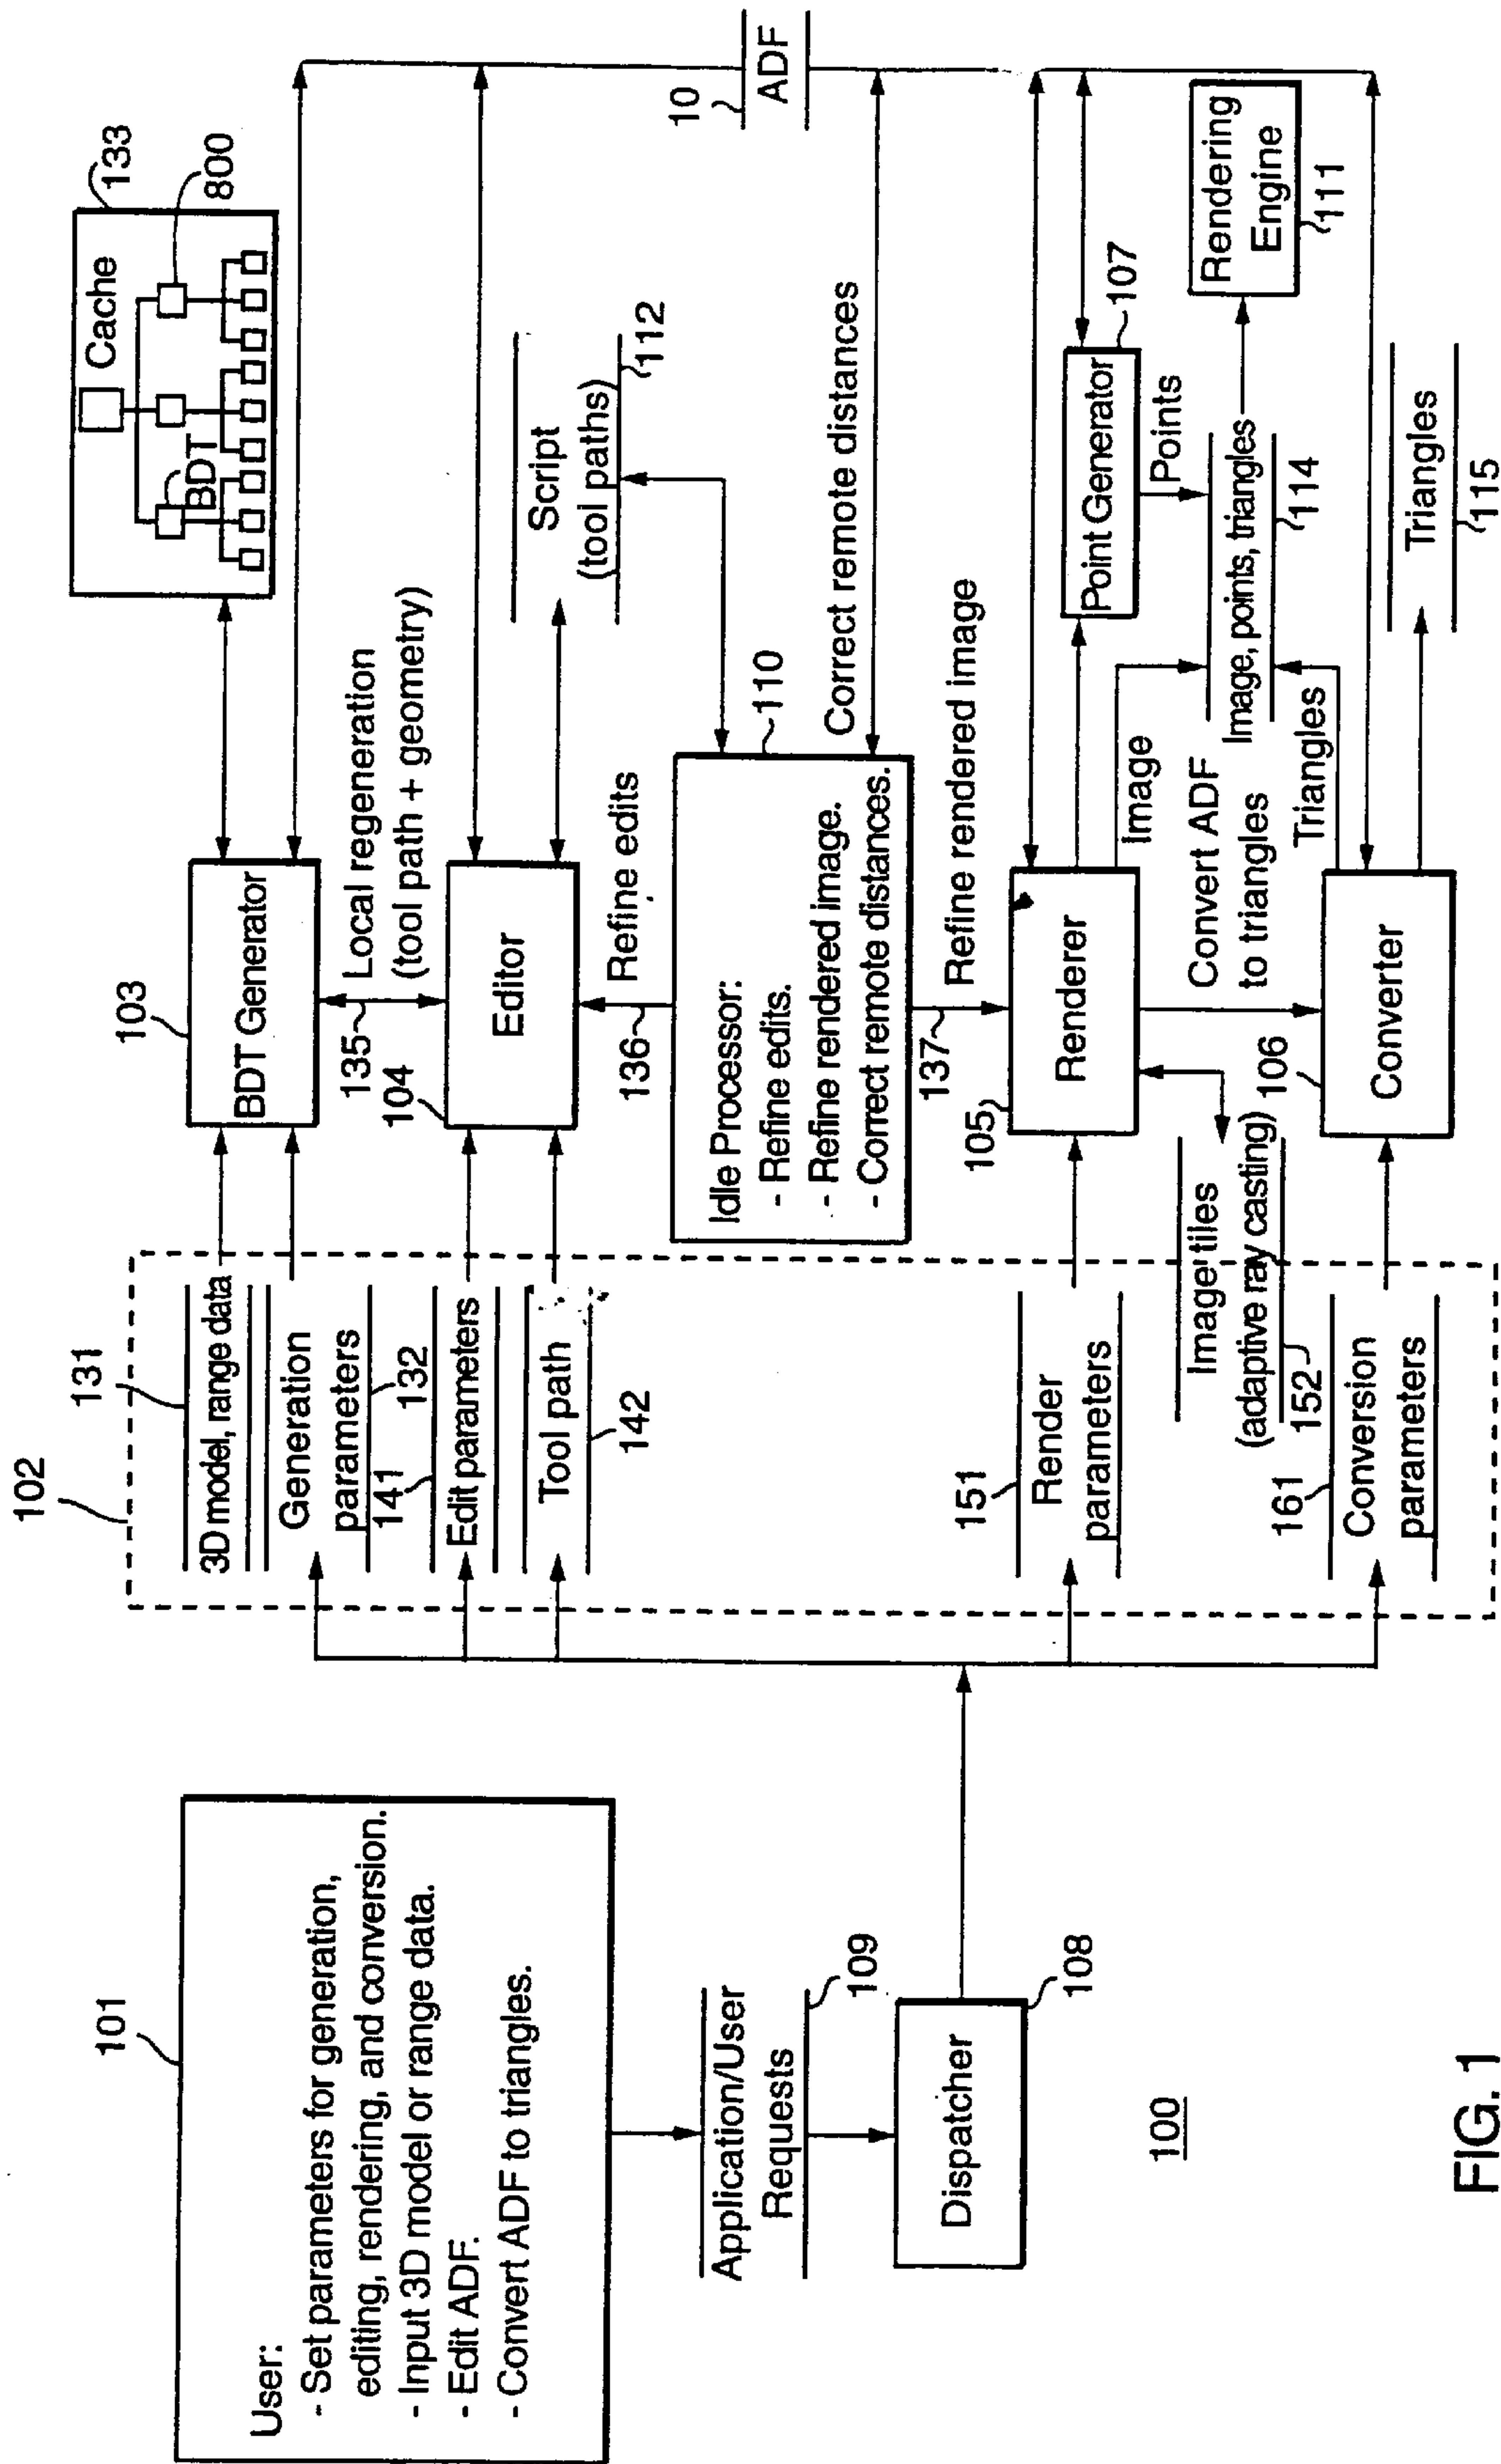 101
User:
- Set parameters for generation,
editing, rendering, and conversion.
- Input 3D model or range data.
- Edit ADF.
- Convert ADF to triangles.
Application/User
Requests
109
Dispatcher
108
100
102
131
3D model, range data
Generation
parameters
132
141
Edit parameters
Tool path
142
151
Render
parameters
Image tiles
(adaptive ray casting)
152
161
Conversion
parameters
103
BDT Generator
135
Local regeneration
(tool path + geometry)
104
Editor
136
Refine edits
Idle Processor:
- Refine edits.
- Refine rendered image.
- Correct remote distances.
110
137
Refine rendered image
105
Renderer
Convert ADF
to triangles
106
Converter
Cache
133
BDT
800
Script
(tool paths)
112
Correct remote distances
10
ADF
Point Generator
107
Points
Image
Image, points, triangles
114
Triangles
Rendering
Engine
111
Triangles
115
FIG. 1